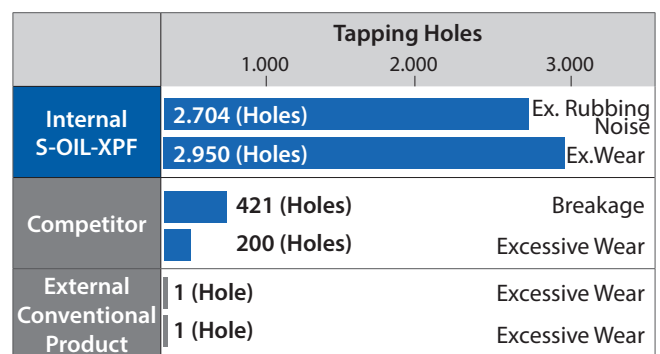 Tapping Holes
1.000 2.000 3.000
Internal
S-OIL-XPF
2.704 (Holes) Ex. Rubbing
Noise
2.950 (Holes) Ex.Wear
Competitor
421 (Holes) Breakage
200 (Holes) Excessive Wear
External
Conventional
Product
1 (Hole) Excessive Wear
1 (Hole) Excessive Wear